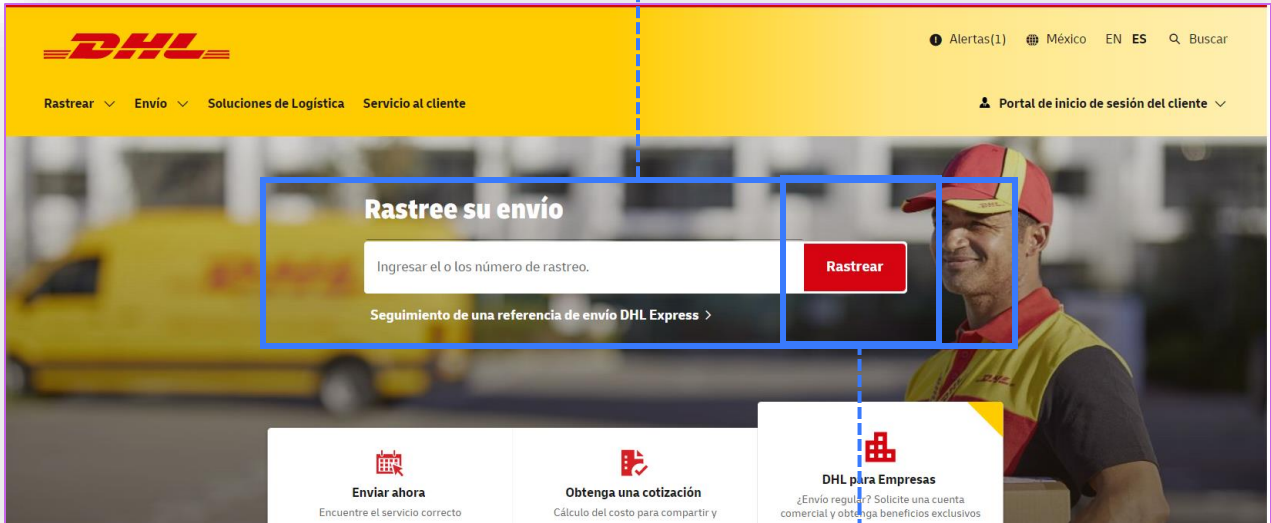 DHL
Alertas(1) México EN ES Buscar
Rastrear Envío Soluciones de Logística Servicio al cliente
Portal de inicio de sesión del cliente
Rastree su envío
Ingresar el o los número de rastreo.
Rastrear
Seguimiento de una referencia de envío DHL Express >
Enviar ahora
Encuentre el servicio correcto
Obtenga una cotización
Cálculo del costo para compartir y
DHL para Empresas
¿Envío regular? Solicite una cuenta
comercial y obtenga beneficios exclusivos